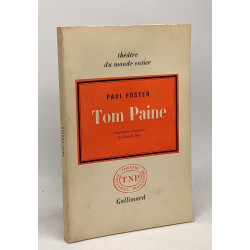 théâtre
du monde entier
PAUL FOSTER
Tom Paine
TNP
Gallimard